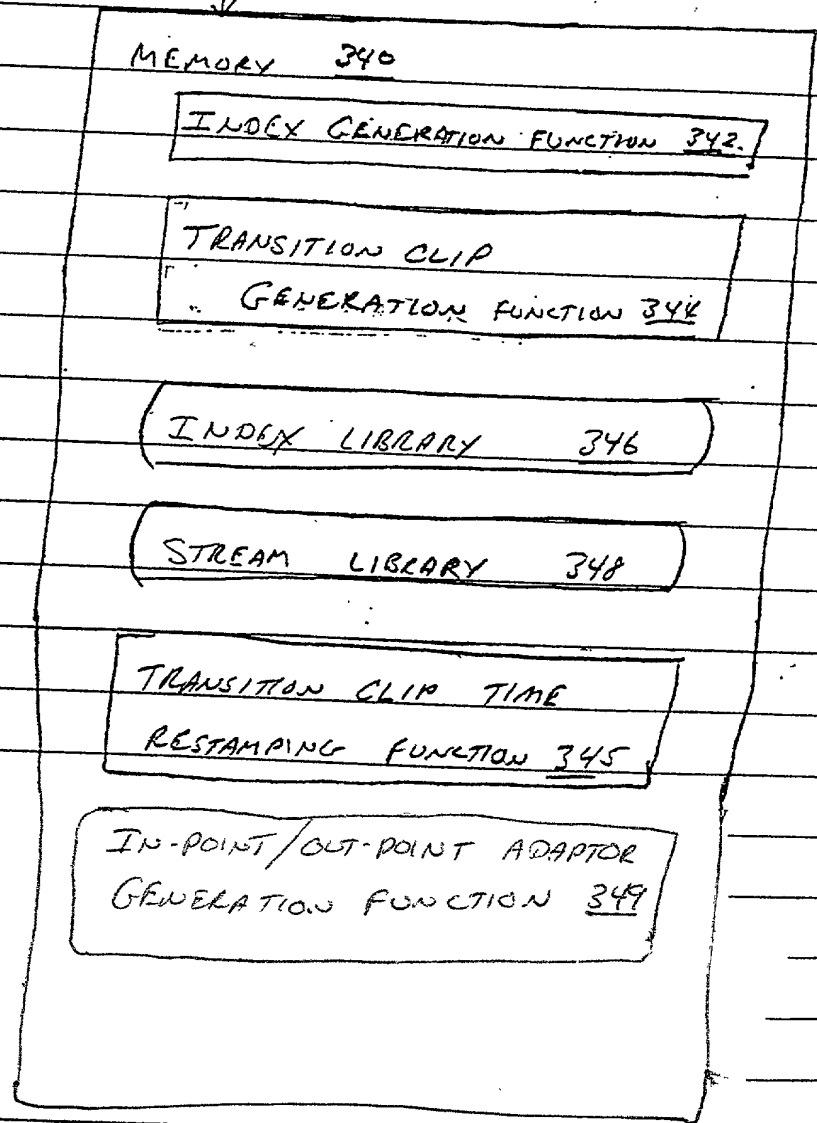 MEMORY 340
INDEX GENERATION FUNCTION 342.
TRANSITION CLIP
GENERATION FUNCTION 344
INDEX LIBRARY 346
STREAM LIBRARY 348
TRANSITION CLIP TIME
RESTAMPING FUNCTION 345
IN-POINT/OUT-POINT ADAPTOR
GENERATION FUNCTION 349